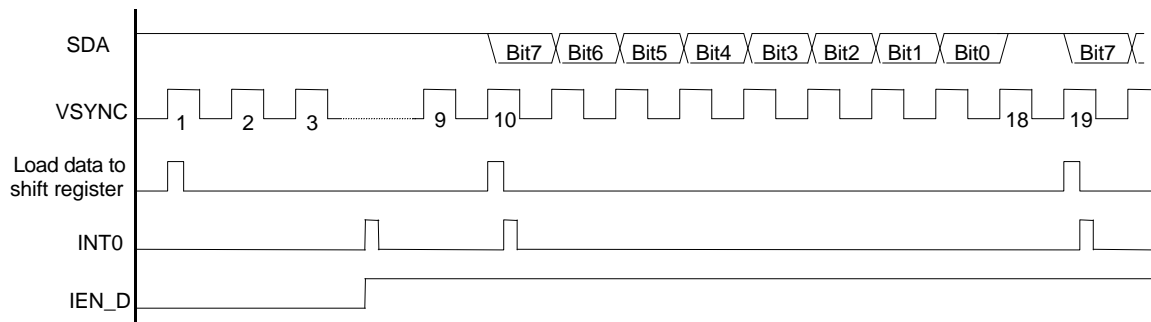 SDA
Bit7 Bit6 Bit5 Bit4 Bit3 Bit2 Bit1 Bit0 Bit7
VSYNC
1 2 3 9 10 18 19
Load data to
shift register
INT0
IEN_D